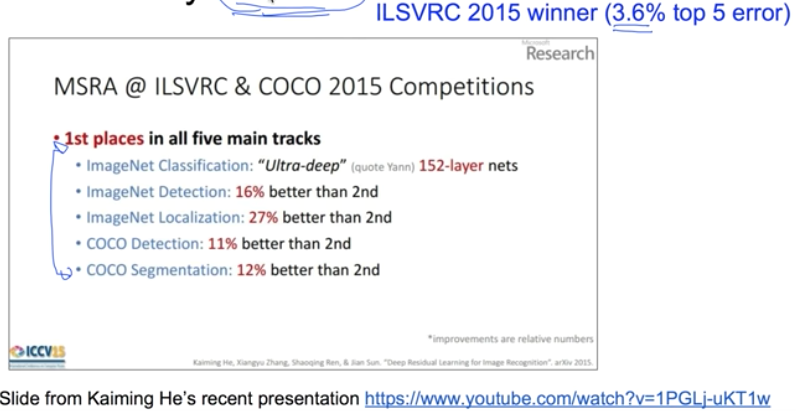 ILSVRC 2015 winner (3.6% top 5 error)
Microsoft
Research
MSRA @ ILSVRC & COCO 2015 Competitions
• 1st places in all five main tracks
• ImageNet Classification: “Ultra-deep” (quote Yann) 152-layer nets
• ImageNet Detection: 16% better than 2nd
• ImageNet Localization: 27% better than 2nd
• COCO Detection: 11% better than 2nd
• COCO Segmentation: 12% better than 2nd
*improvements are relative numbers
ICCV15
Kaiming He, Xiangyu Zhang, Shaoqing Ren, & Jian Sun. “Deep Residual Learning for Image Recognition”. arXiv 2015.
Slide from Kaiming He’s recent presentation https://www.youtube.com/watch?v=1PGLj-uKT1w